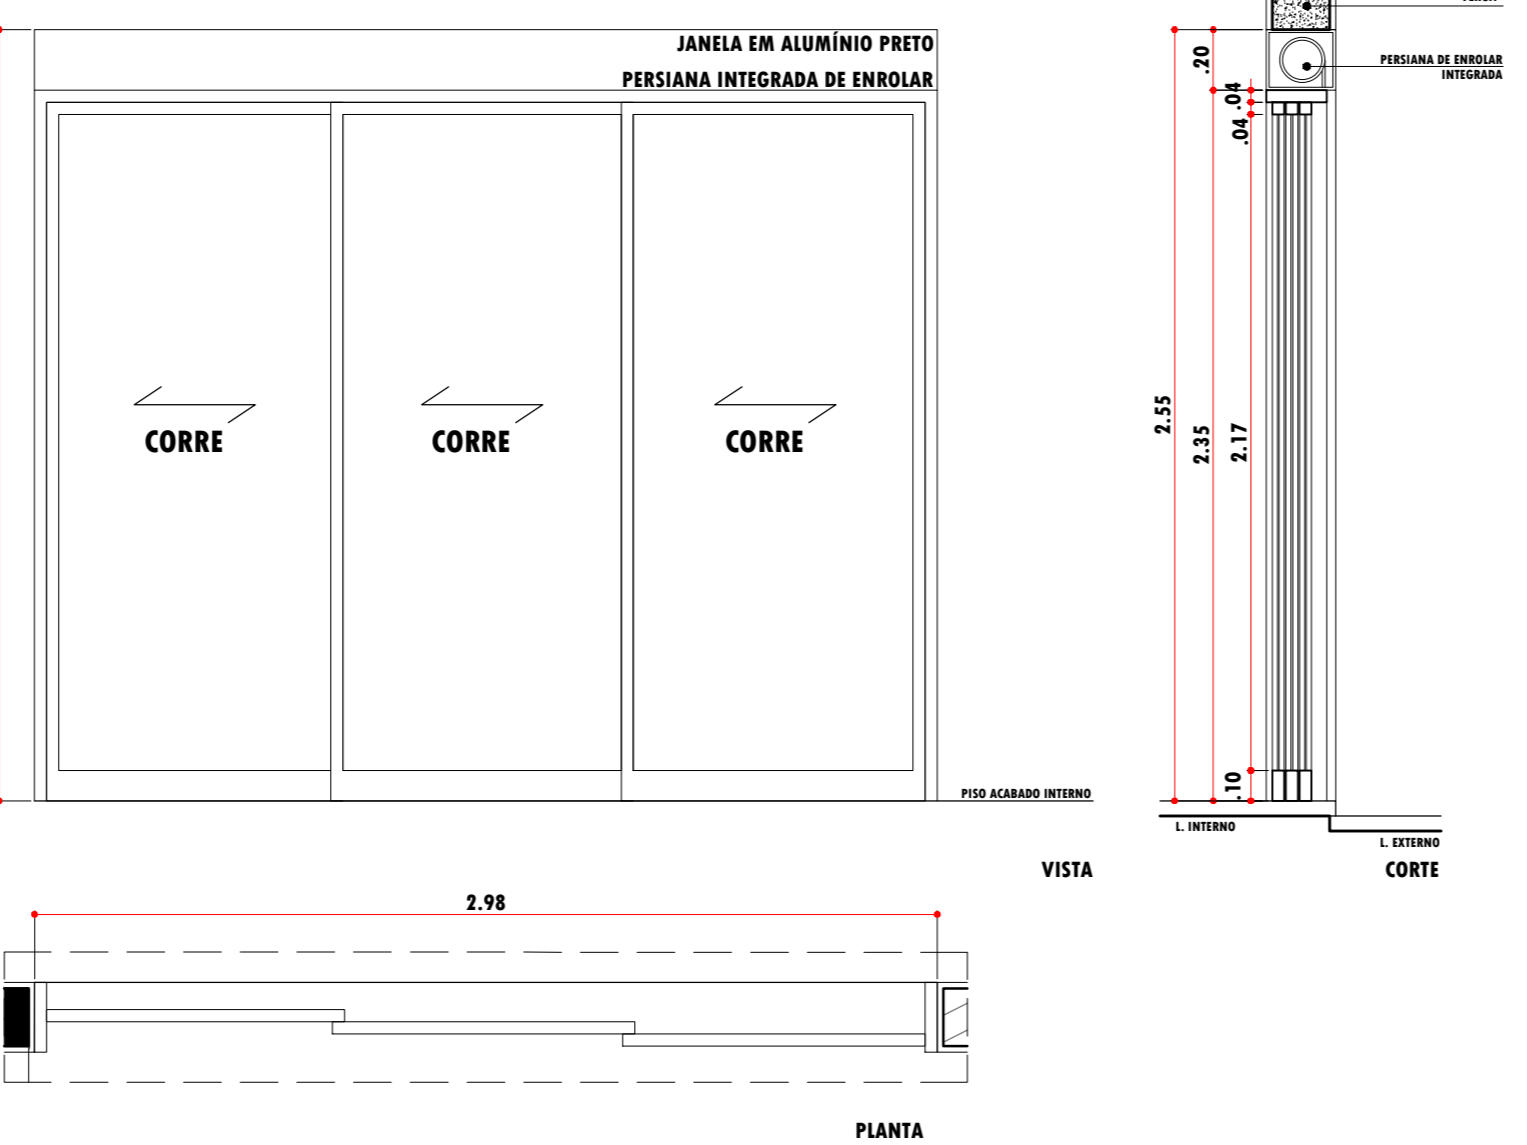 JANELA EM ALUMÍNIO PRETO
PERSIANA INTEGRADA DE ENROLAR
CORRE
CORRE
CORRE
PISO ACABADO INTERNO
VISTA
PERSIANA DE ENROLAR
INTEGRADA
.20
.04
.04
2.55
2.35
2.17
.10
L. INTERNO
L. EXTERNO
CORTE
2.98
PLANTA